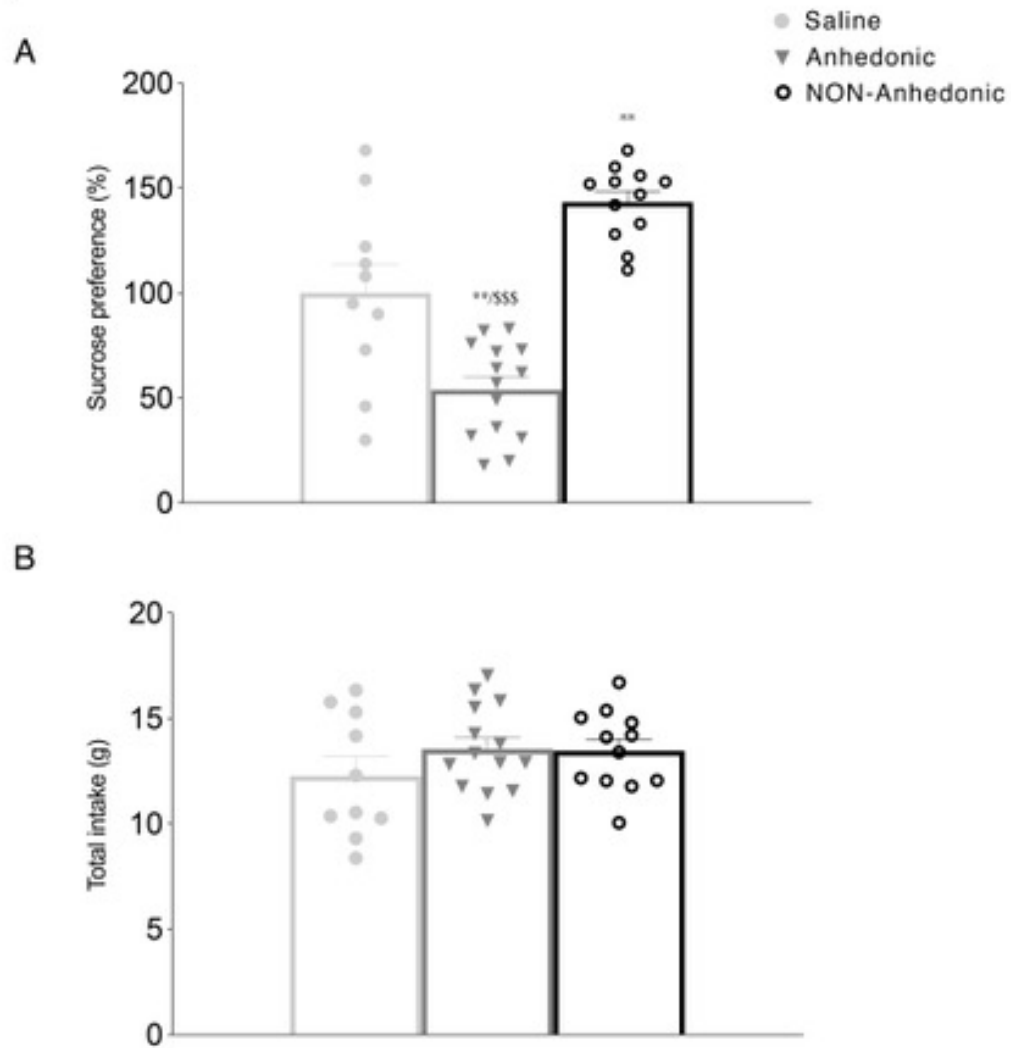 Saline
Anhedonic
NON-Anhedonic
A
200
150
100
50
0
Sucrose preference (%)
**
**/$$$
B
20
15
10
5
0
Total intake (g)